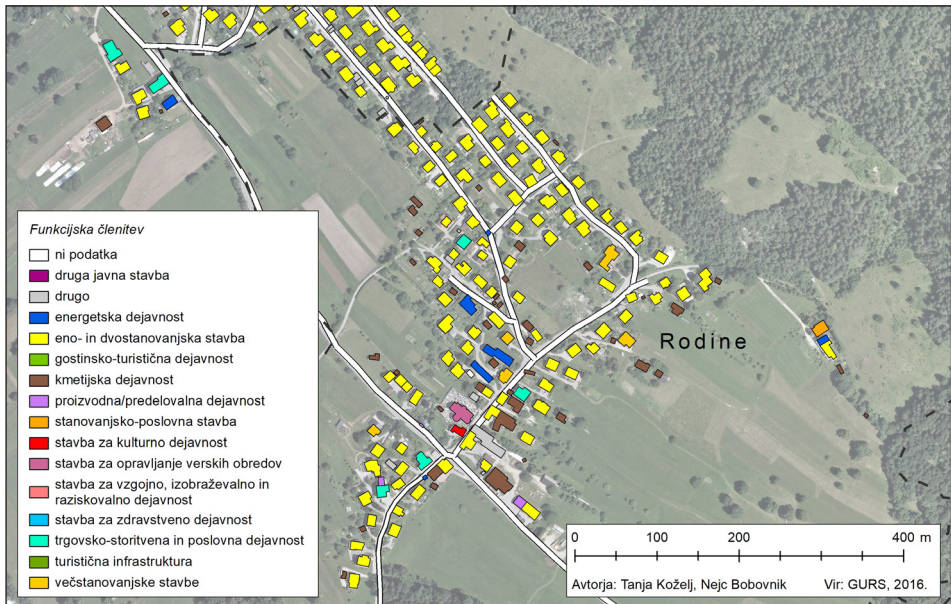 Funkcijska členitev
ni podatka
druga javna stavba
drugo
energetska dejavnost
eno- in dvostanovanjska stavba
gostinsko-turistična dejavnost
kmetijska dejavnost
proizvodna/predelovalna dejavnost
stanovanjsko-poslovna stavba
stavba za kulturno dejavnost
stavba za opravljanje verskih obredov
stavba za vzgojno, izobraževalno in
raziskovalno dejavnost
stavba za zdravstveno dejavnost
trgovsko-storitvena in poslovna dejavnost
turistična infrastruktura
večstanovanjske stavbe
Rodine
0 100 200 400 m
Avtorja: Tanja Koželj, Nejc Bobovnik Vir: GURS, 2016.